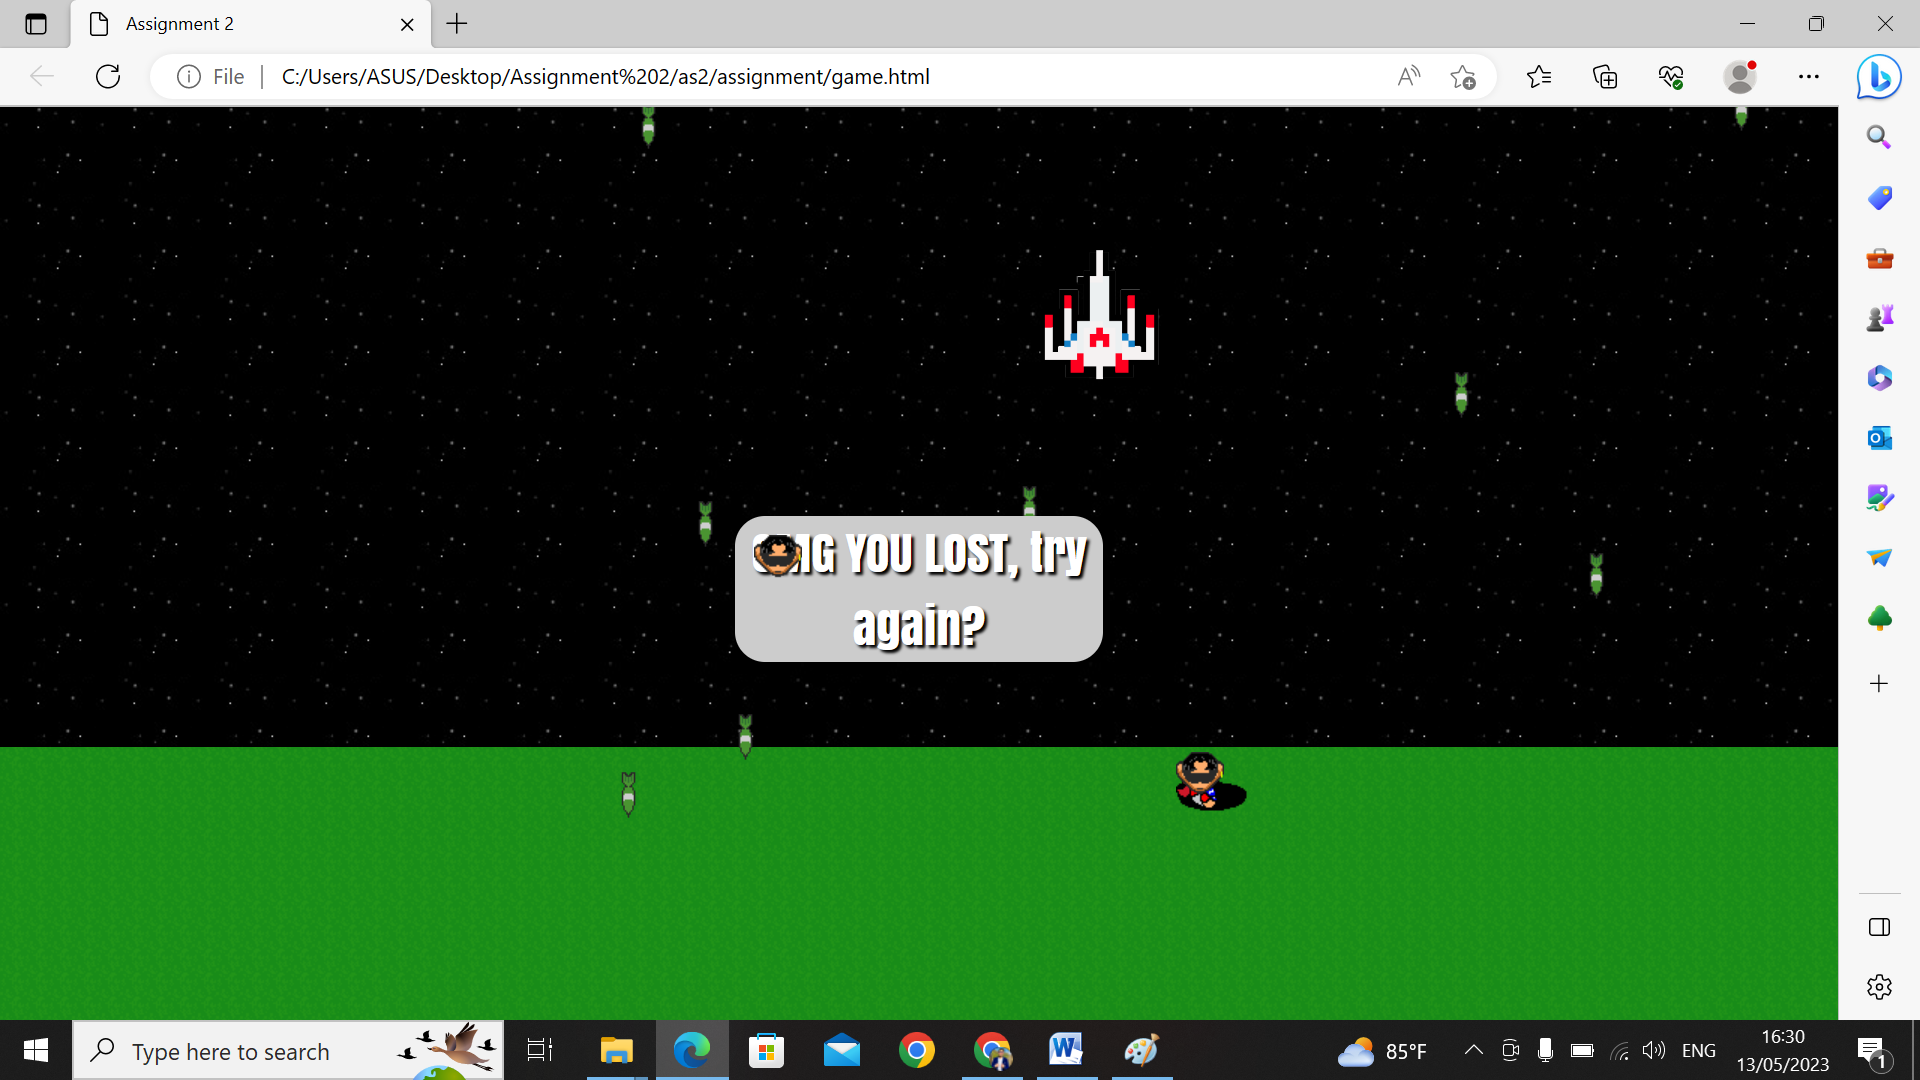 Assignment 2
File
C:/Users/ASUS/Desktop/Assignment%202/as2/assignment/game.html
YOU LOST, try
again?
Type here to search
85°F
ENG
16:30
13/05/2023
1